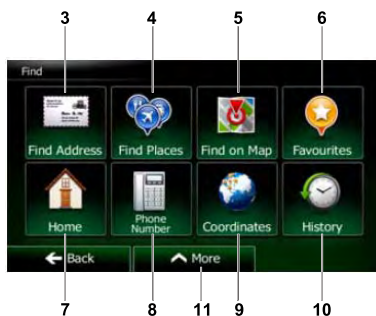 3 4 5 6
Find
Find Address Find Places Find on Map Favourites
Home Phone Number Coordinates History
Back More
7 8 11 9 10